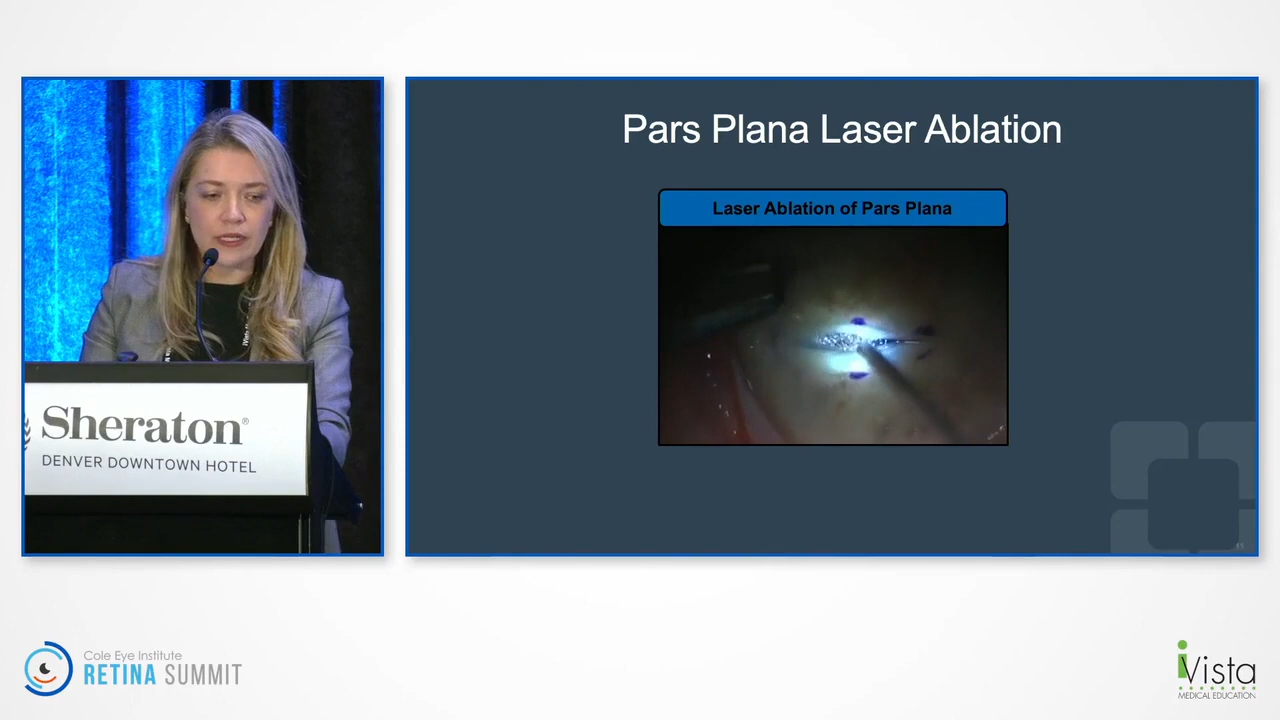 Pars Plana Laser Ablation
Laser Ablation of Pars Plana
Sheraton®
DENVER DOWNTOWN HOTEL
Cole Eye Institute
RETINA SUMMIT
iVista
MEDICAL EDUCATION